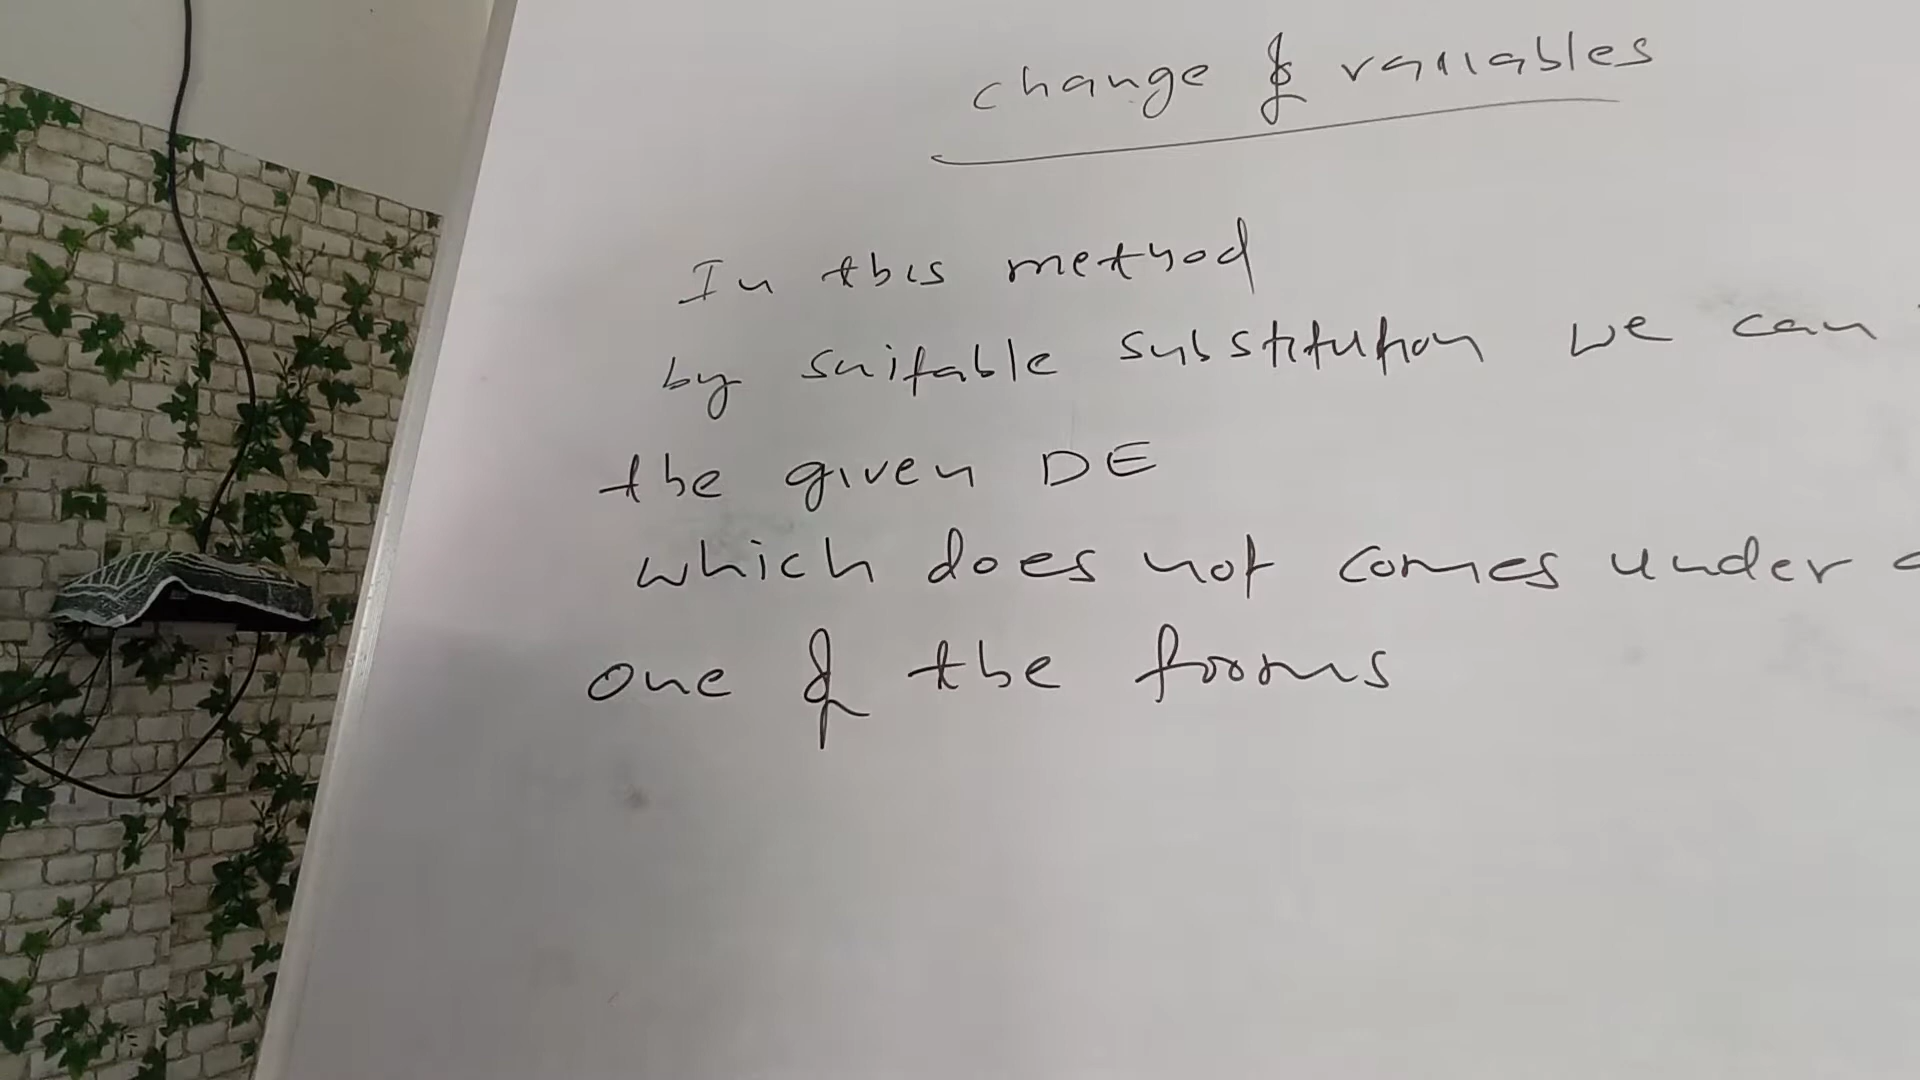 change of variables
In this method
by suitable substitution we can
the given DE
which does not comes under
one of the forms